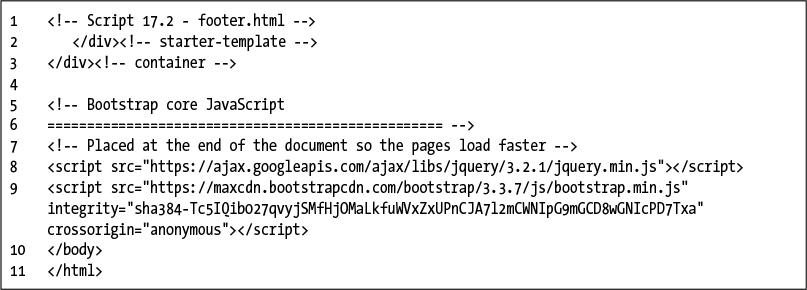 1 <!-- Script 17.2 - footer.html -->
2 </div><!-- starter-template -->
3 </div><!-- container -->
4
5 <!-- Bootstrap core JavaScript
6 ================================================== -->
7 <!-- Placed at the end of the document so the pages load faster -->
8 <script src="https://ajax.googleapis.com/ajax/libs/jquery/3.2.1/jquery.min.js"></script>
9 <script src="https://maxcdn.bootstrapcdn.com/bootstrap/3.3.7/js/bootstrap.min.js"
integrity="sha384-Tc5IQib027qvyjSMfHjOMaLkfuWVxZxUPnCJA7l2mCWNIpG9mGCD8wGNIcPD7Txa"
crossorigin="anonymous"></script>
10 </body>
11 </html>